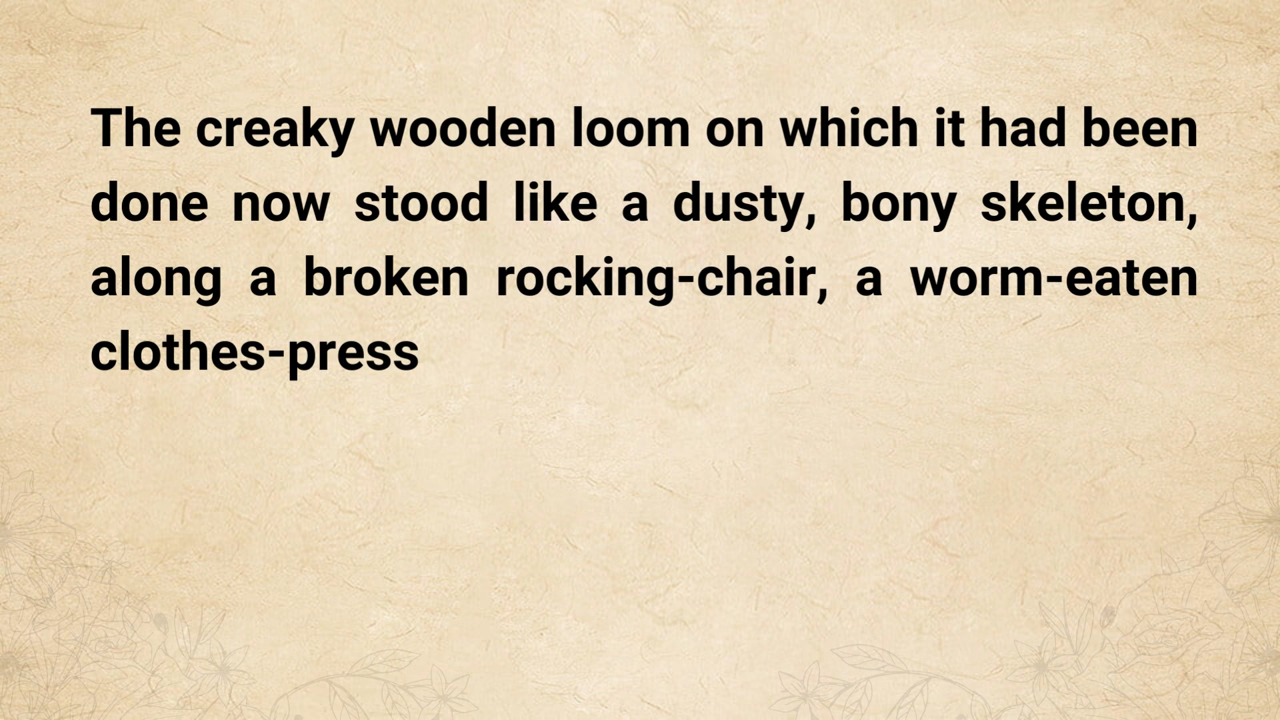 The creaky wooden loom on which it had been
done now stood like a dusty, bony skeleton,
along a broken rocking-chair, a worm-eaten
clothes-press